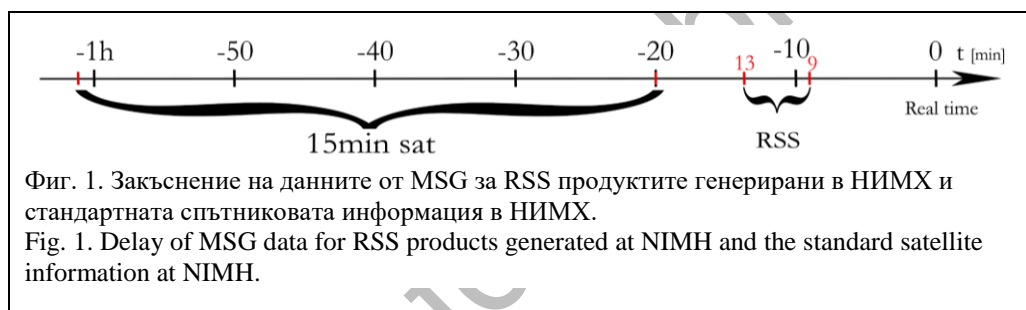 -1h -50 -40 -30 -20 -10 0 t [min]
13 9
Real time
15min sat RSS
Фиг. 1. Закъснение на данните от MSG за RSS продуктите генерирани в НИМХ и
стандартната спътниковата информация в НИМХ.
Fig. 1. Delay of MSG data for RSS products generated at NIMH and the standard satellite
information at NIMH.